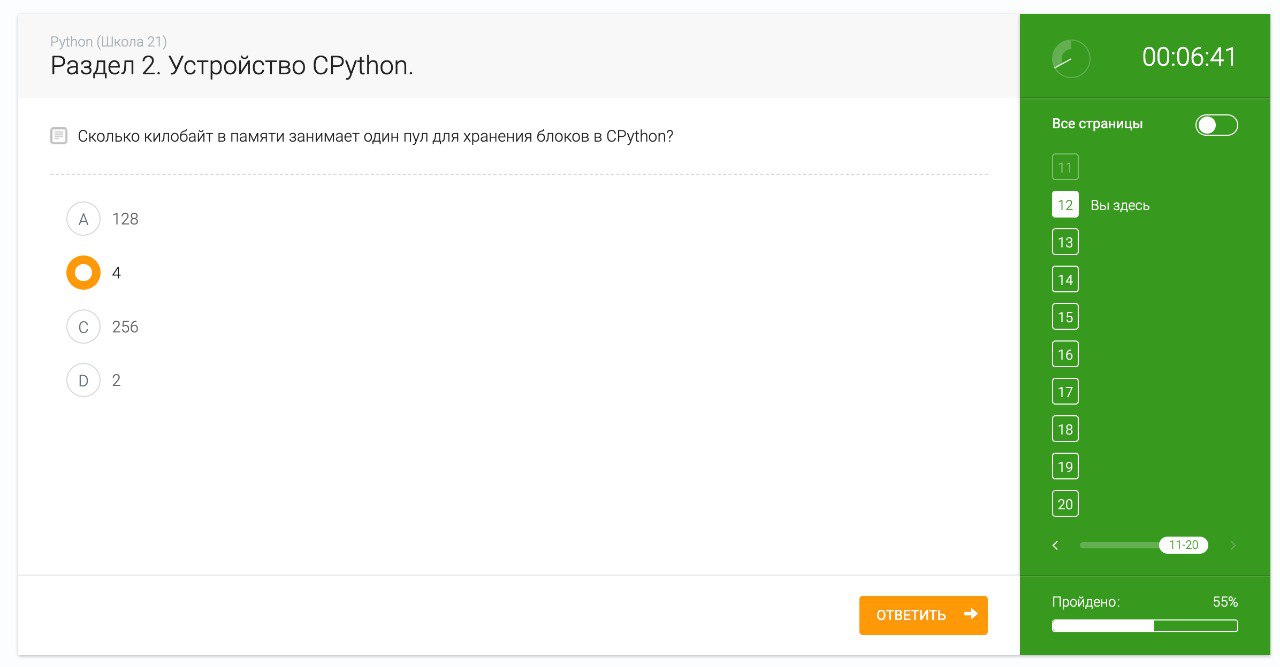 Python (Школа 21)
Раздел 2. Устройство CPython.
00:06:41
Сколько килобайт в памяти занимает один пул для хранения блоков в CPython?
A 128
4
C 256
D 2
ОТВЕТИТЬ
Все страницы
11
12 Вы здесь
13
14
15
16
17
18
19
20
11-20
Пройдено: 55%